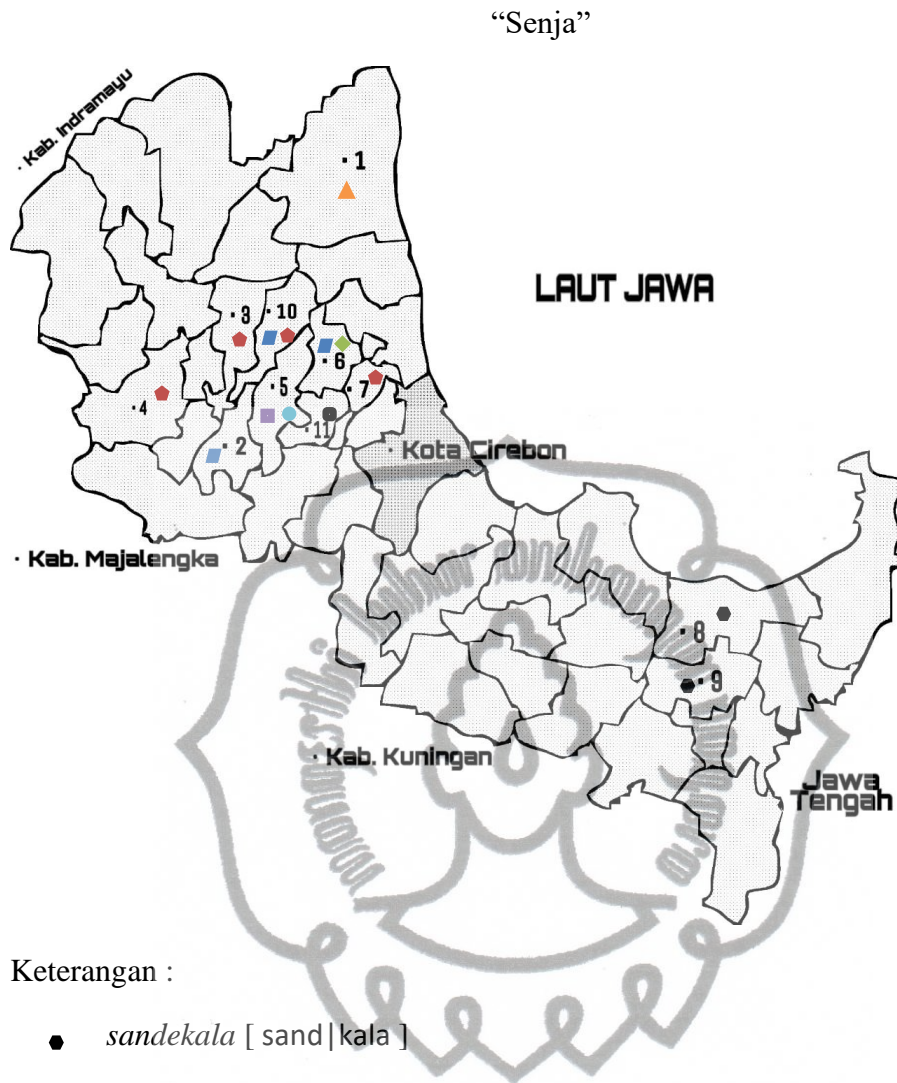 “Senja”
· Kab. Indramayu
· 1
LAUT JAWA
· 3
· 10
· 6
· 5
· 7
· 4
· 11
· 2
· Kota Cirebon
· Kab. Majalengka
· 8
· 9
· Kab. Kuningan
Jawa
Tengah
Keterangan :
sandekala [ sand|kala ]